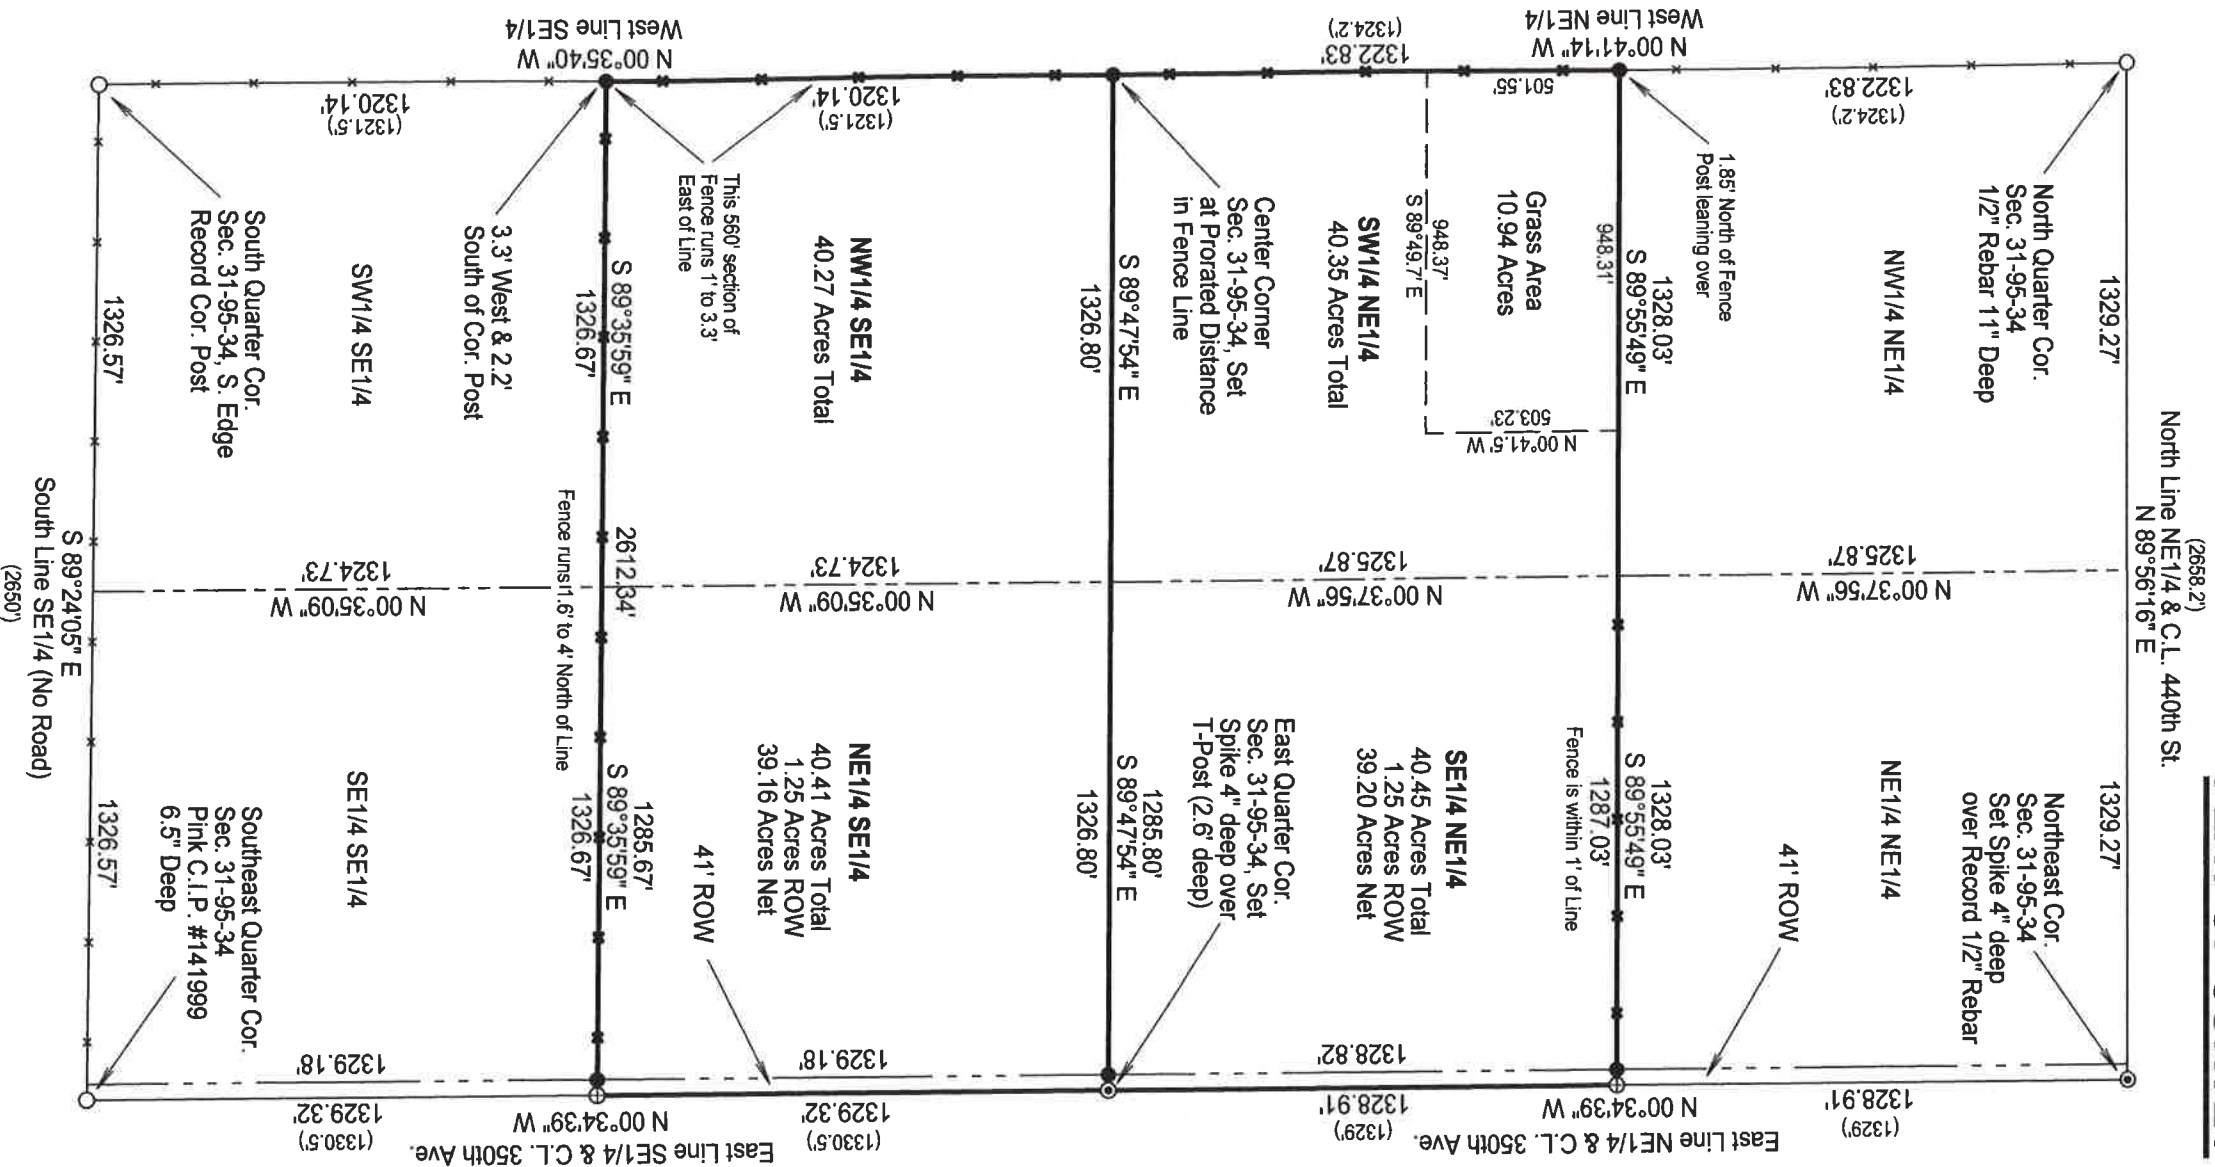 (2658.2')
North Line NE1/4 & C.L. 440th St.
N 89°56'16" E
1329.27'
1329.27'
North Quarter Cor.
Sec. 31-95-34
1/2" Rebar 11" Deep
Northeast Cor.
Sec. 31-95-34
Set Spike 4" deep
over Record 1/2" Rebar
(1324.2')
1322.83'
NW1/4 NE1/4
N 00°37'56" W
1325.87'
NE1/4 NE1/4
41' ROW
1328.91'
(1329')
1.85' North of Fence
Post leaning over
N 00°41'14" W
West Line NE1/4
1328.03'
S 89°55'49" E
948.31'
1328.03'
S 89°55'49" E
1287.03'
Fence is within 1' of Line
N 00°34'39" W
East Line NE1/4 & C.L. 350th Ave.
501.55'
Grass Area
10.94 Acres
N 00°41.5' W
503.23'
948.37'
S 89°49.7' E
1322.83'
(1324.2')
SW1/4 NE1/4
40.35 Acres Total
N 00°37'56" W
1325.87'
SE1/4 NE1/4
40.45 Acres Total
1.25 Acres ROW
39.20 Acres Net
1328.82'
1328.91'
(1329')
Center Corner
Sec. 31-95-34, Set
at Prorated Distance
in Fence Line
East Quarter Cor.
Sec. 31-95-34, Set
Spike 4" deep over
T-Post (2.6' deep)
S 89°47'54" E
1326.80'
1285.80'
S 89°47'54" E
1326.80'
(1321.5')
1320.14'
NW1/4 SE1/4
40.27 Acres Total
N 00°35'09" W
1324.73'
NE1/4 SE1/4
40.41 Acres Total
1.25 Acres ROW
39.16 Acres Net
1329.18'
1329.32'
(1330.5')
This 560' section of
Fence runs 1' to 3.3'
East of Line
41' ROW
N 00°35'40" W
West Line SE1/4
S 89°35'59" E
1326.67'
2612.34'
1285.67'
S 89°35'59" E
1326.67'
Fence runs 1.6' to 4' North of Line
N 00°34'39" W
East Line SE1/4 & C.L. 350th Ave.
3.3' West & 2.2'
South of Cor. Post
(1321.5')
1320.14'
SW1/4 SE1/4
N 00°35'09" W
1324.73'
SE1/4 SE1/4
1329.18'
1329.32'
(1330.5')
South Quarter Cor.
Sec. 31-95-34, S. Edge
Record Cor. Post
Southeast Quarter Cor.
Sec. 31-95-34
Pink C.I.P. #141999
6.5" Deep
1326.57'
1326.57'
S 89°24'05" E
South Line SE1/4 (No Road)
(2650')